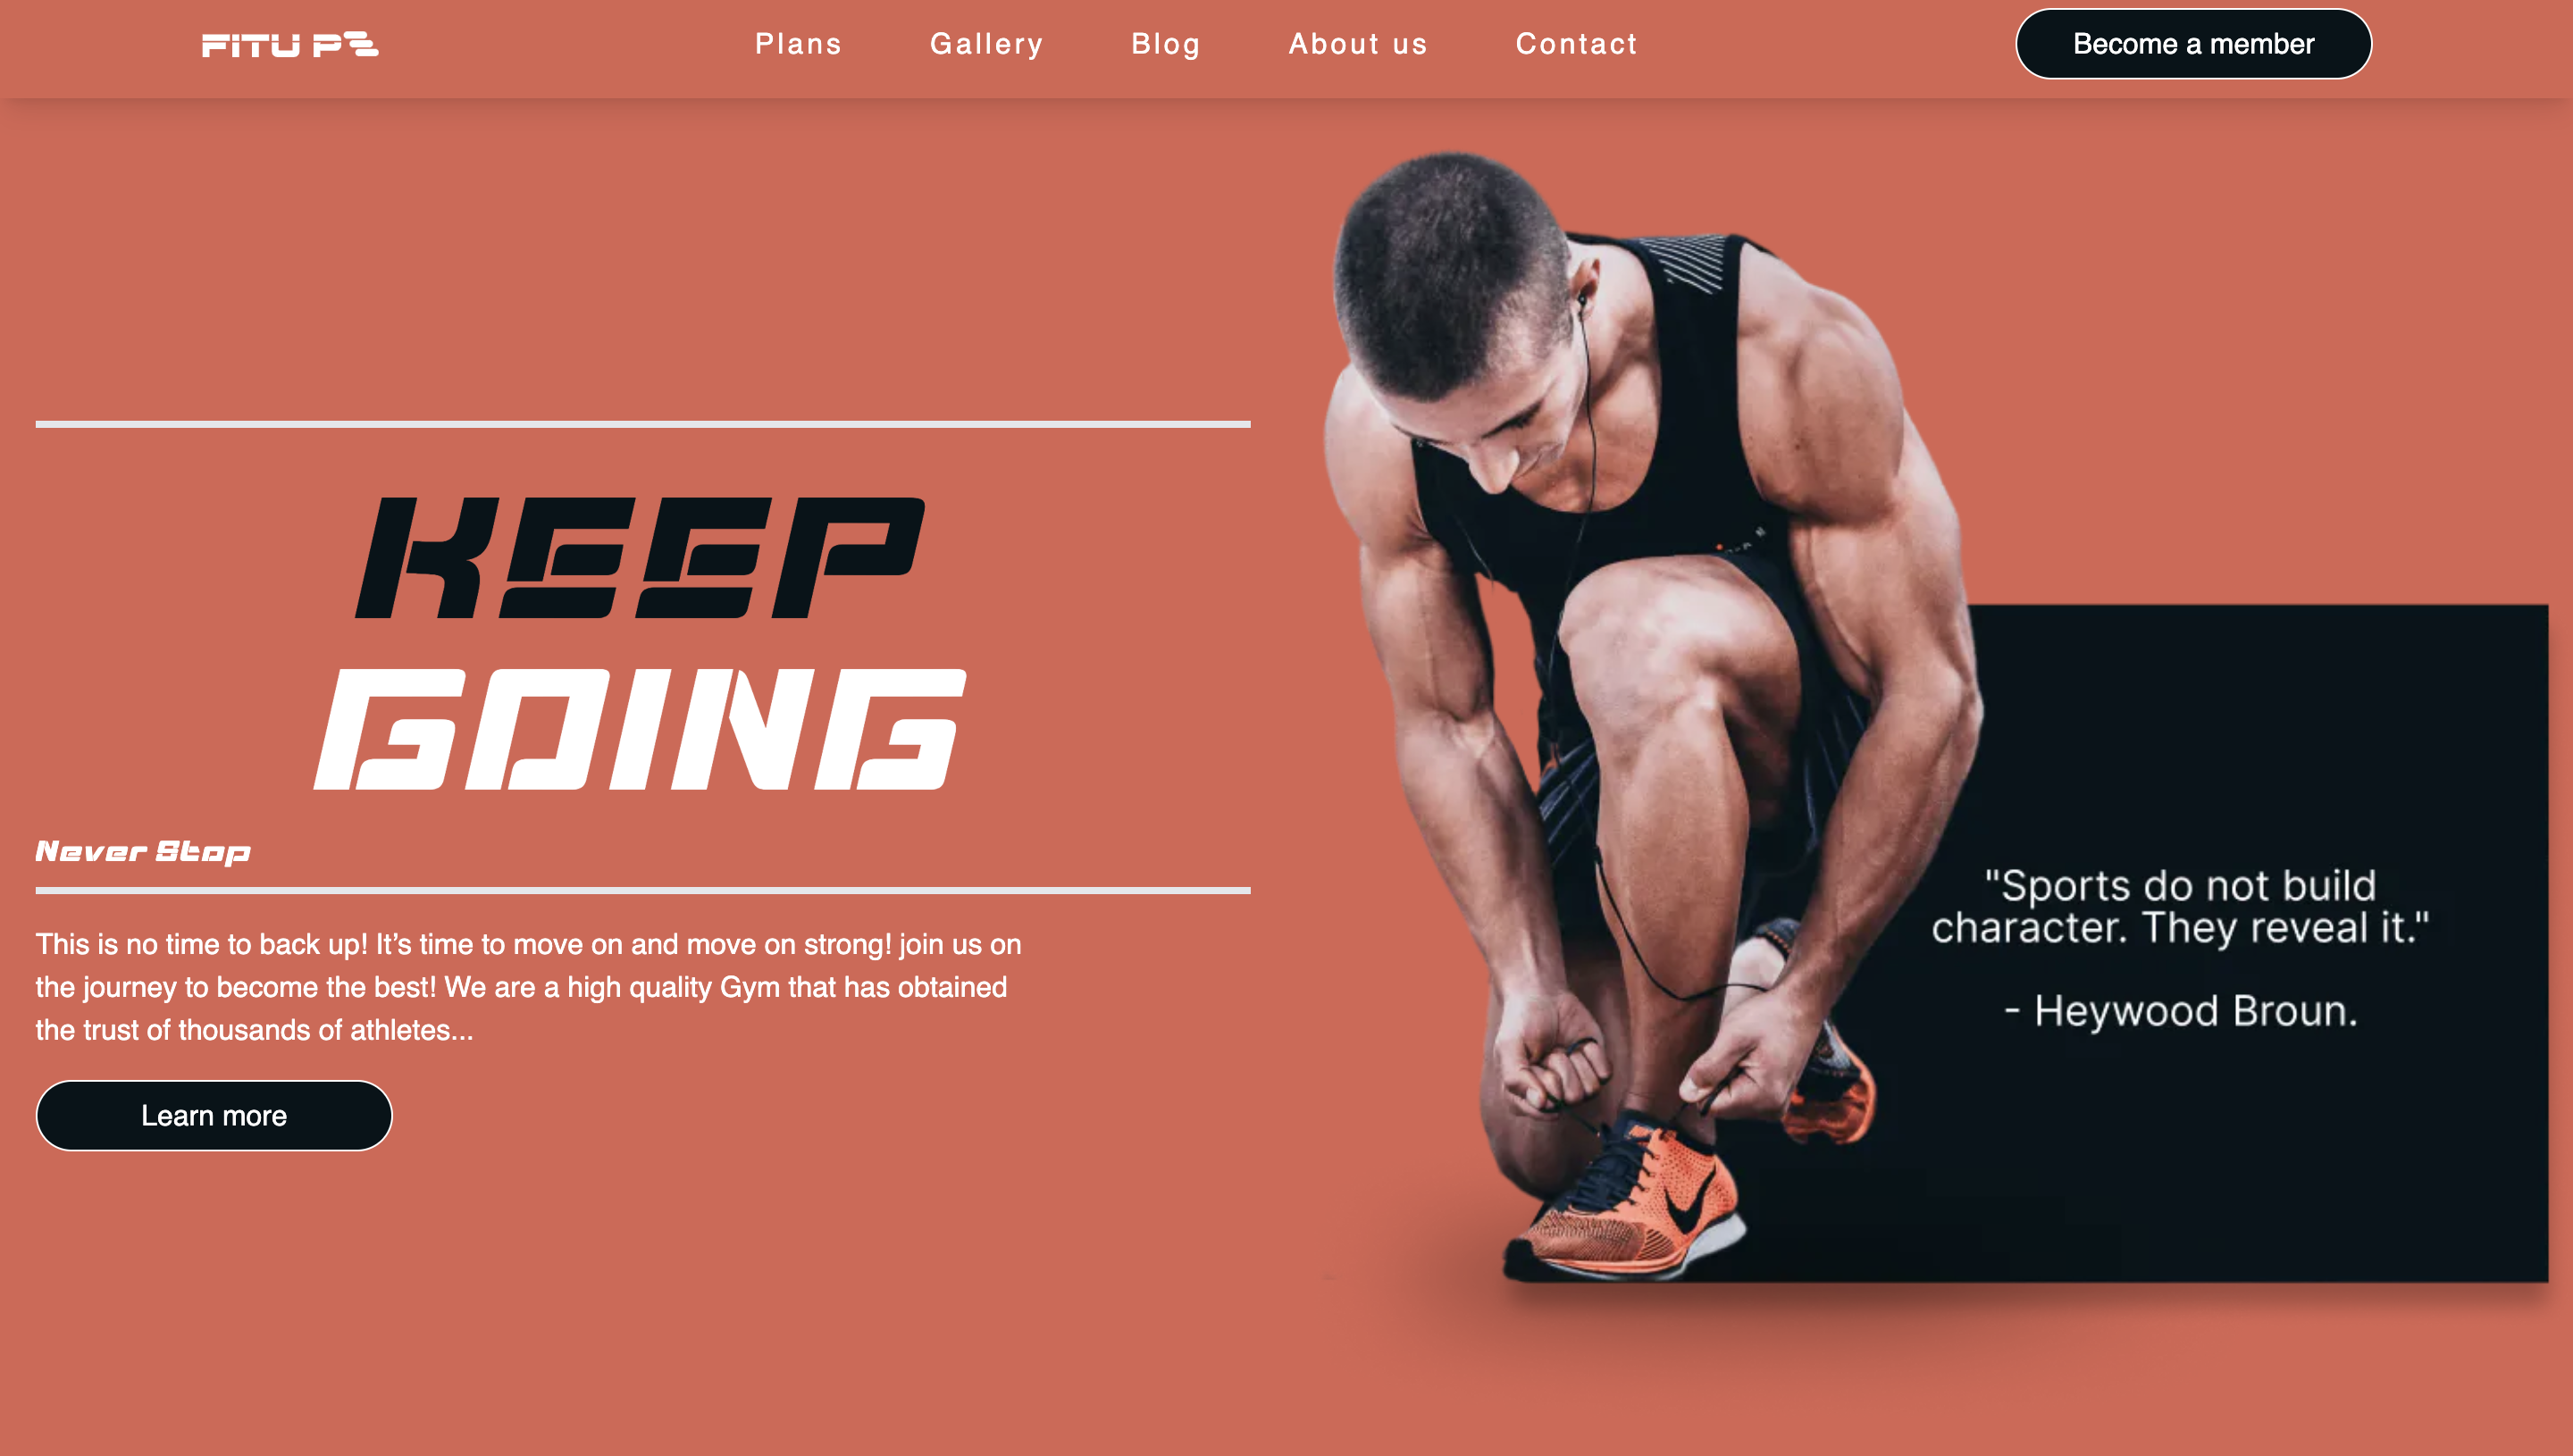 FITU P
Plans
Gallery
Blog
About us
Contact
Become a member
KEEP
GOING
Never Stop
This is no time to back up! It’s time to move on and move on strong! join us on
the journey to become the best! We are a high quality Gym that has obtained
the trust of thousands of athletes...
Learn more
"Sports do not build
character. They reveal it."
- Heywood Broun.